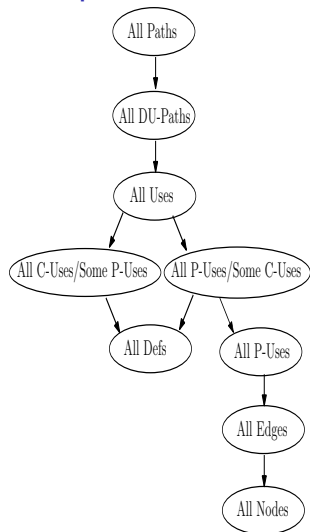 All Paths
All DU-Paths
All Uses
All C-Uses/Some P-Uses
All P-Uses/Some C-Uses
All Defs
All P-Uses
All Edges
All Nodes